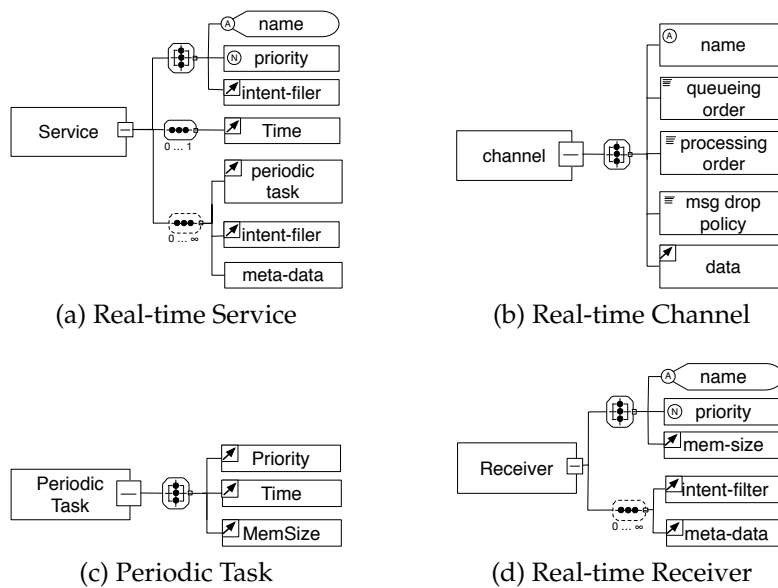 A name
N priority
intent-filer
Service
Time
0 ... 1
periodic
task
intent-filer
0 ... ∞
meta-data
(a) Real-time Service
A
name
queueing
order
channel
processing
order
msg drop
policy
data
(b) Real-time Channel
Priority
Periodic
Task
Time
MemSize
(c) Periodic Task
A name
N priority
mem-size
Receiver
intent-filter
0 ... ∞
meta-data
(d) Real-time Receiver